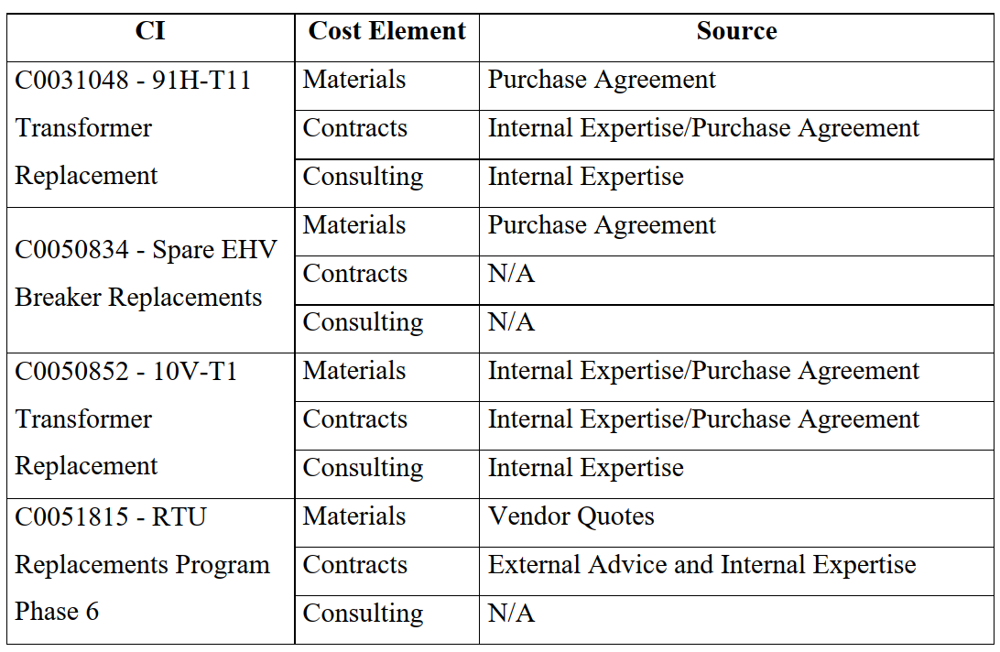 CI Cost Element Source
C0031048 - 91H-T11
Transformer
Replacement
Materials Purchase Agreement
Contracts Internal Expertise/Purchase Agreement
Consulting Internal Expertise
C0050834 - Spare EHV
Breaker Replacements
Materials Purchase Agreement
Contracts N/A
Consulting N/A
C0050852 - 10V-T1
Transformer
Replacement
Materials Internal Expertise/Purchase Agreement
Contracts Internal Expertise/Purchase Agreement
Consulting Internal Expertise
C0051815 - RTU
Replacements Program
Phase 6
Materials Vendor Quotes
Contracts External Advice and Internal Expertise
Consulting N/A